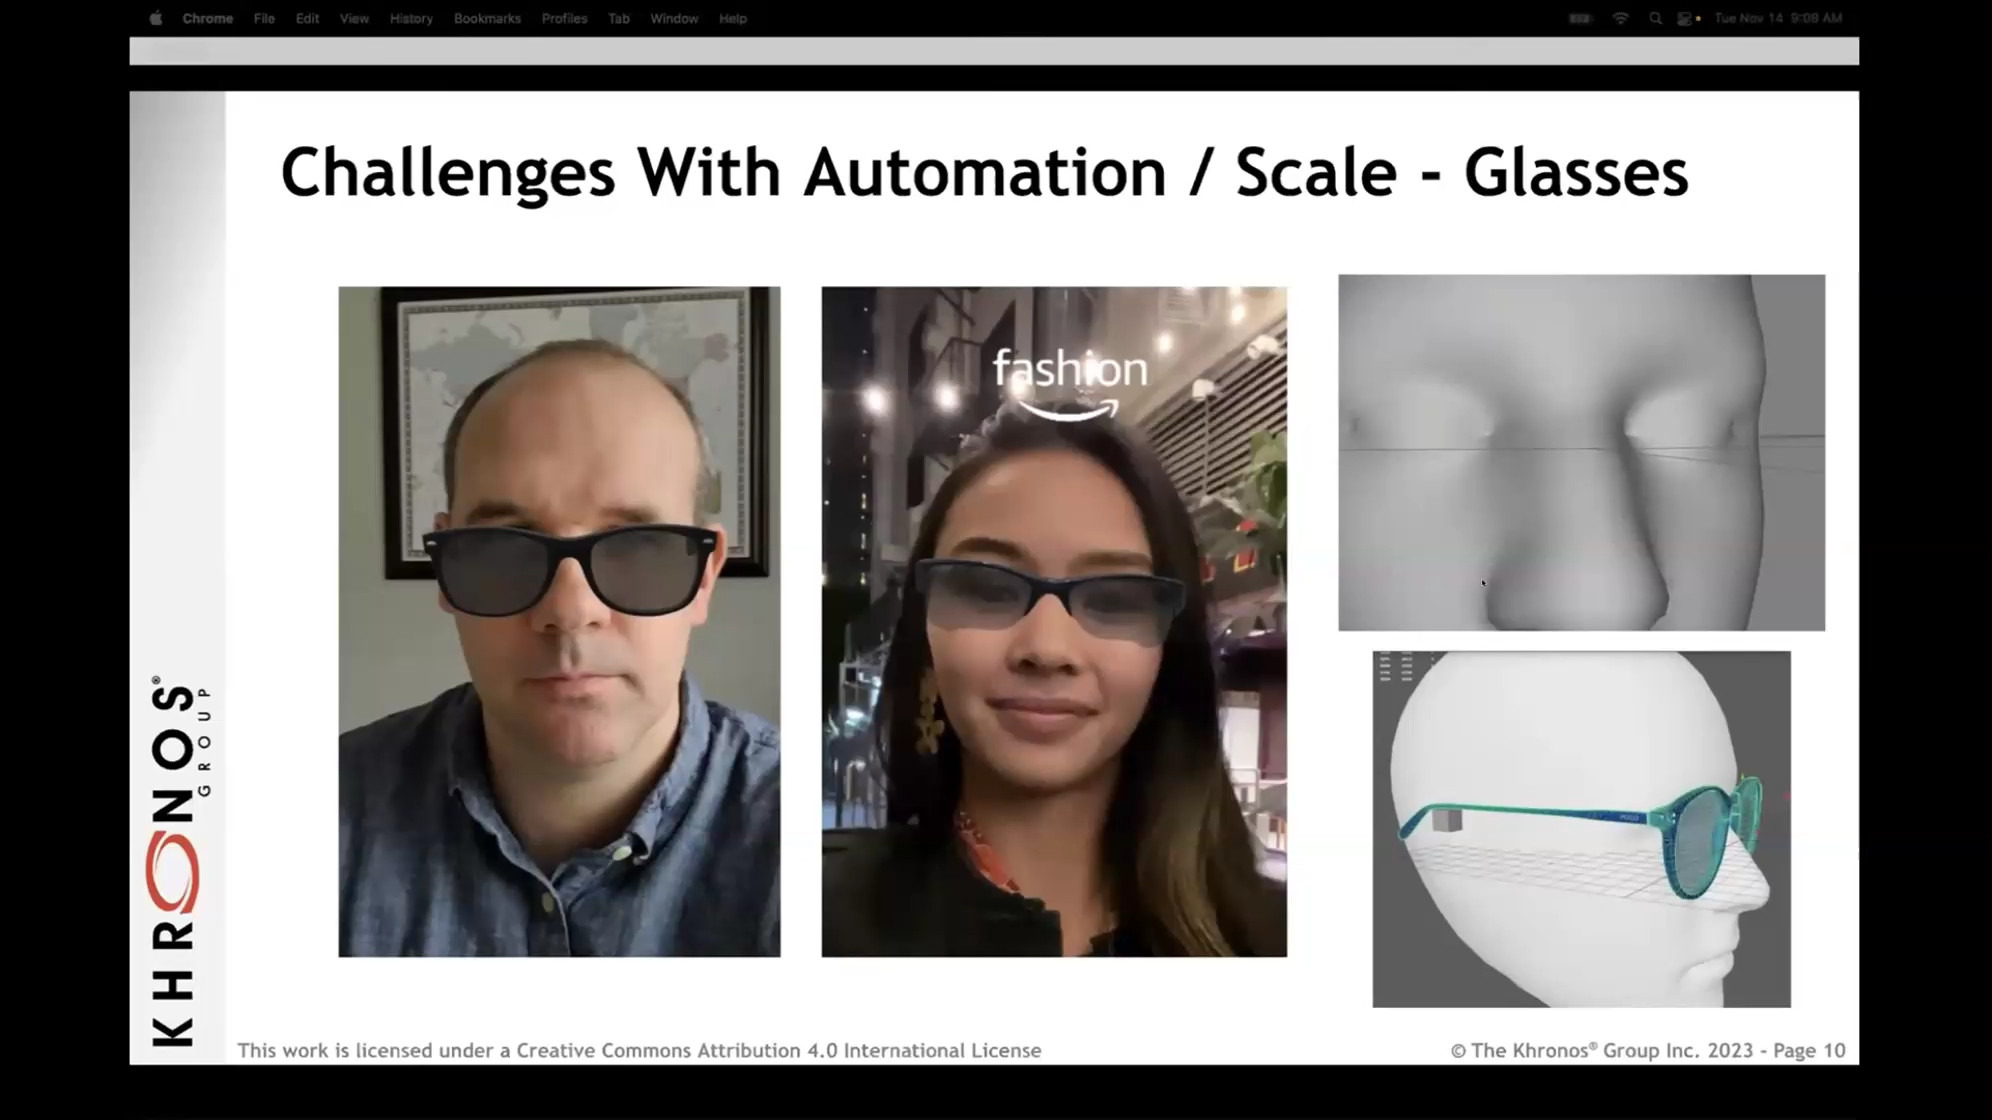 Chrome File Edit View History Bookmarks Profiles Tab Window Help
Tue Nov 14 9:08 AM
Challenges With Automation / Scale - Glasses
fashion
KHRONOS®
GROUP
This work is licensed under a Creative Commons Attribution 4.0 International License
© The Khronos® Group Inc. 2023 - Page 10